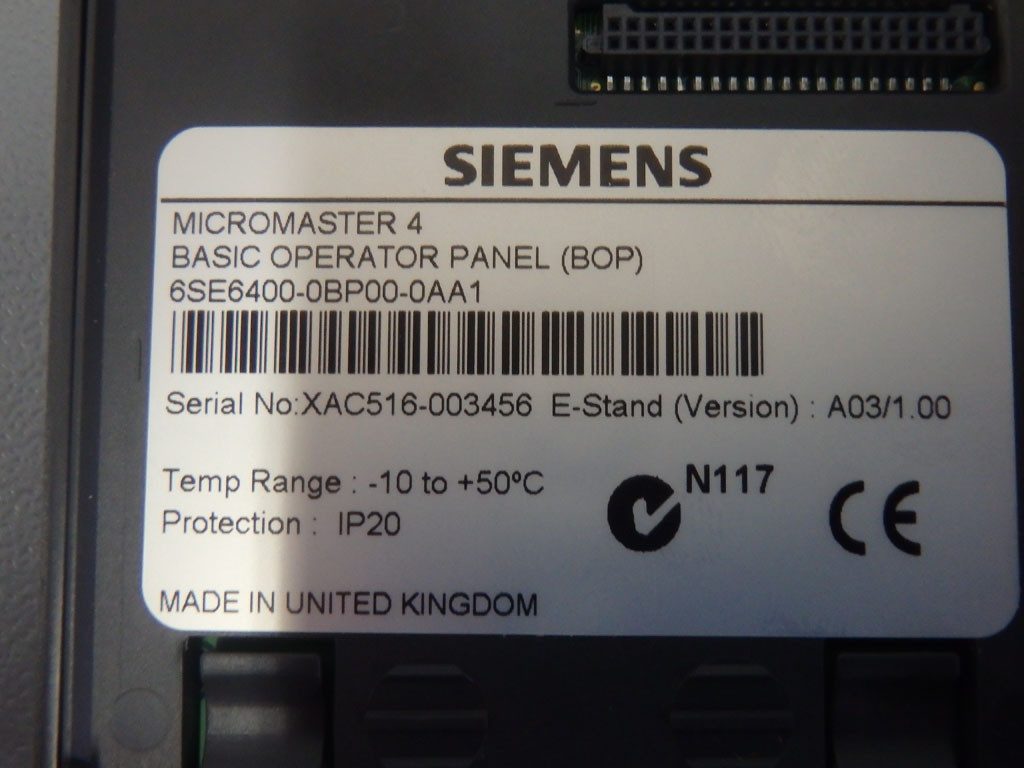 SIEMENS
MICROMASTER 4
BASIC OPERATOR PANEL (BOP)
6SE6400-0BP00-0AA1
Serial No:XAC516-003456 E-Stand (Version) : A03/1.00
Temp Range : -10 to +50ºC
N117
Protection : IP20
CE
MADE IN UNITED KINGDOM